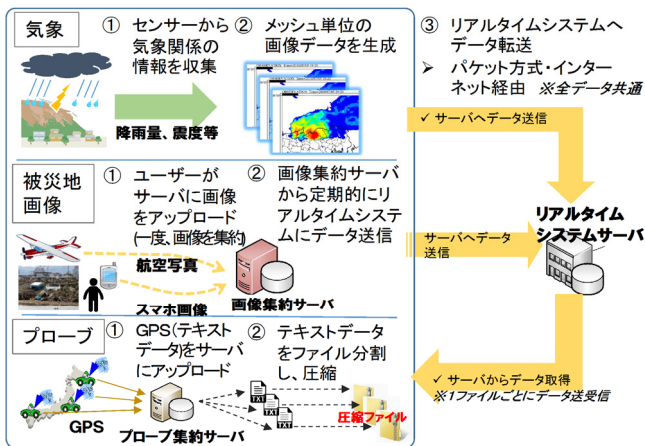 気象
① センサーから
気象関係の
情報を収集
降雨量、震度等
② メッシュ単位の
画像データを生成
③ リアルタイムシステムへ
データ転送
➢ パケット方式・インター
ネット経由 ※全データ共通
✓ サーバへデータ送信
被災地
画像
① ユーザーが
サーバに画像
をアップロード
(一度、画像を集約)
航空写真
スマホ画像
② 画像集約サーバ
から定期的にリ
アルタイムシステ
ムにデータ送信
画像集約サーバ
サーバへデータ
送信
リアルタイム
システムサーバ
プローブ
① GPS(テキスト
データ)をサーバ
にアップロード
GPS
プローブ集約サーバ
② テキストデータ
をファイル分割
し、圧縮
TXT
TXT
TXT
圧縮ファイル
✓ サーバからデータ取得
※1ファイルごとにデータ送受信